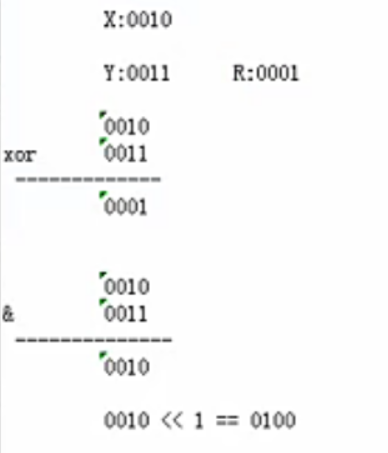 X:0010
Y:0011 R:0001
0010
xor 0011
-------------
0001
0010
& 0011
--------------
0010
0010 << 1 == 0100